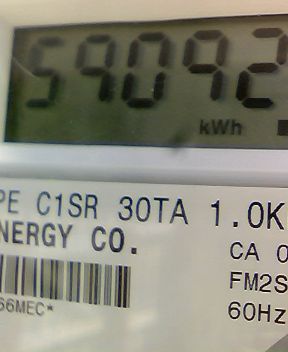 59092
kWh
PE C1SR 30TA 1.0K
NERGY CO.
CA 0
FM2S
66MEC*
60Hz